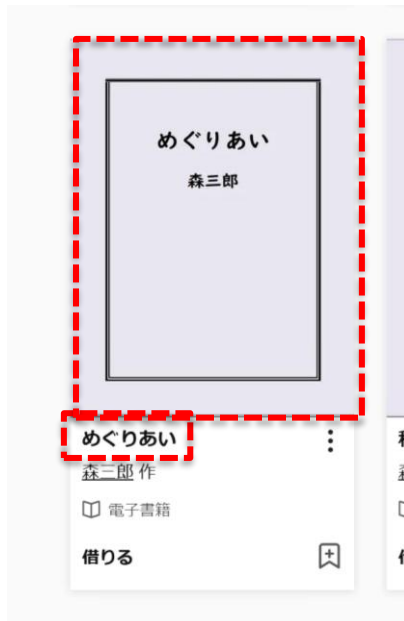 めぐりあい
森三郎
めぐりあい
森三郎 作
電子書籍
借りる